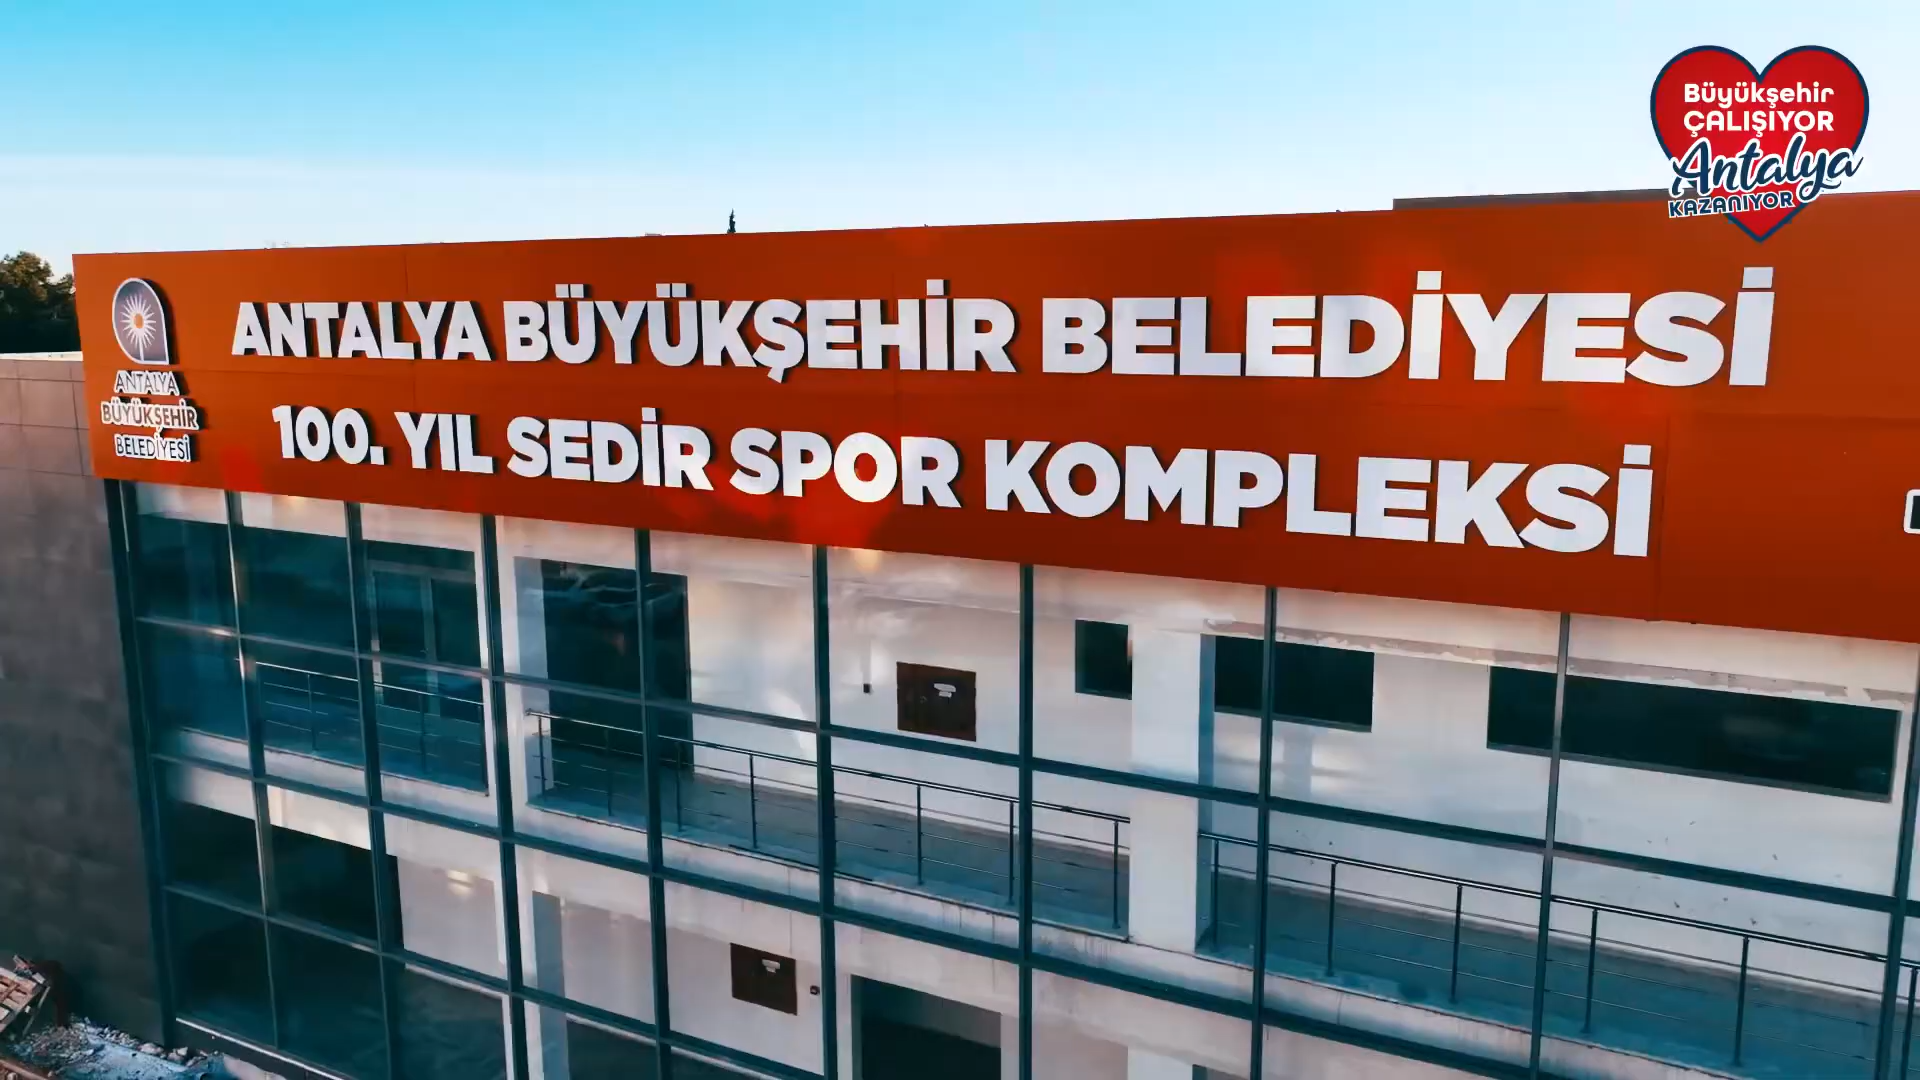 Büyükşehir
ÇALIŞIYOR
Antalya
KAZANIYOR
ANTALYA BÜYÜKŞEHİR BELEDİYESİ
100. YIL SEDİR SPOR KOMPLEKSİ
ANTALYA
BÜYÜKŞEHİR
BELEDİYESİ